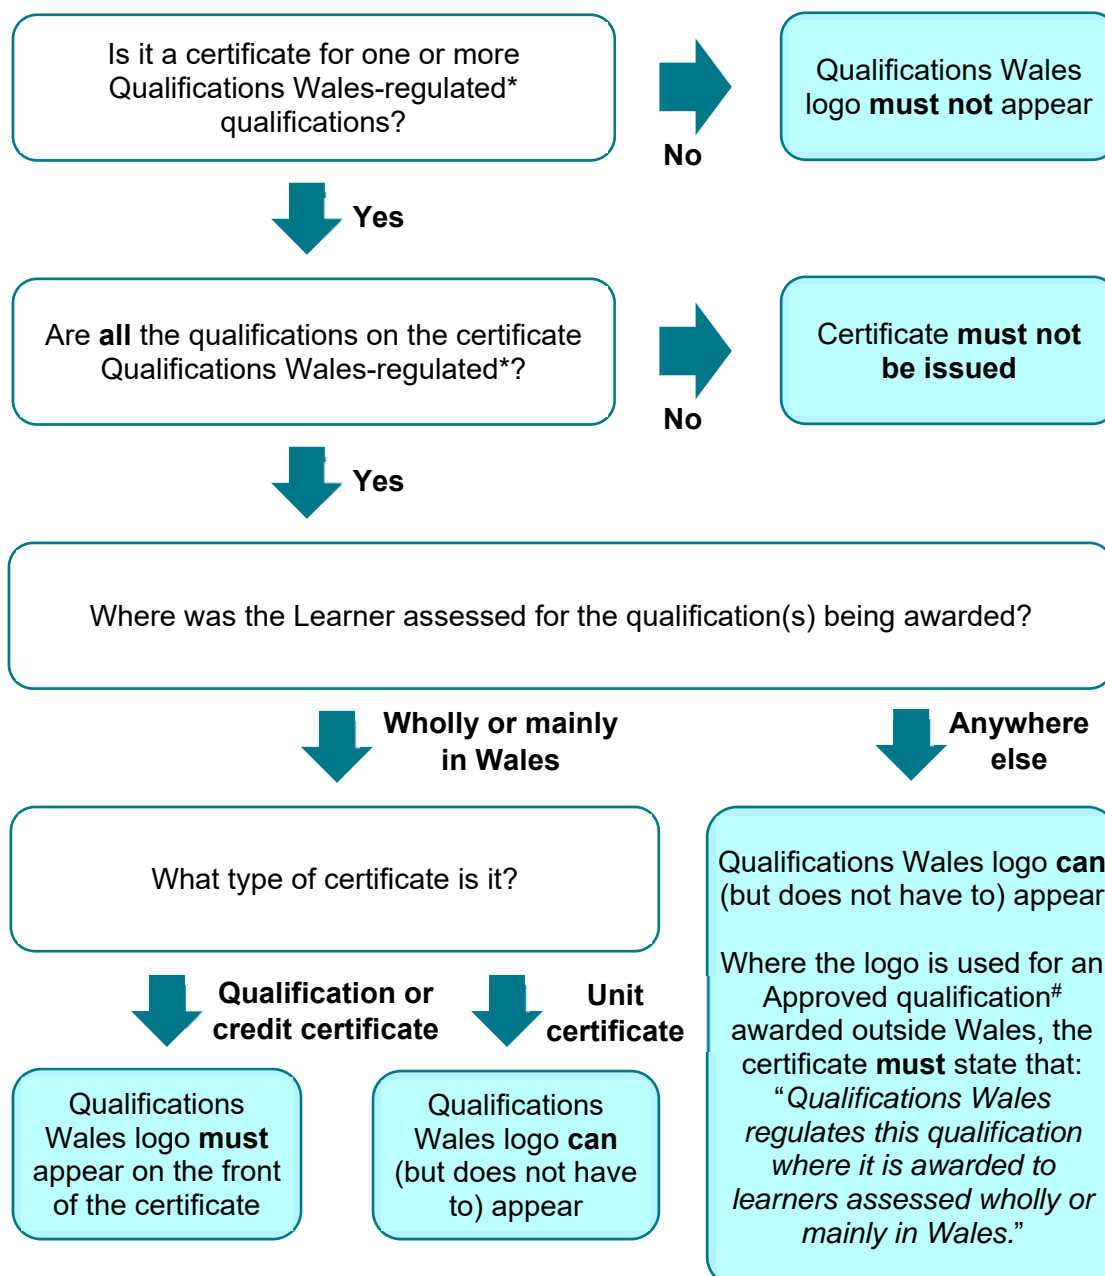 Is it a certificate for one or more
Qualifications Wales-regulated*
qualifications?
No
Qualifications Wales
logo must not appear
Yes
Are all the qualifications on the certificate
Qualifications Wales-regulated*?
No
Certificate must not
be issued
Yes
Where was the Learner assessed for the qualification(s) being awarded?
Wholly or mainly
in Wales
Anywhere
else
What type of certificate is it?
Qualification or
credit certificate
Unit
certificate
Qualifications
Wales logo must
appear on the front
of the certificate
Qualifications
Wales logo can
(but does not have
to) appear
Qualifications Wales logo can
(but does not have to) appear
Where the logo is used for an
Approved qualification#
awarded outside Wales, the
certificate must state that:
“Qualifications Wales
regulates this qualification
where it is awarded to
learners assessed wholly or
mainly in Wales.”